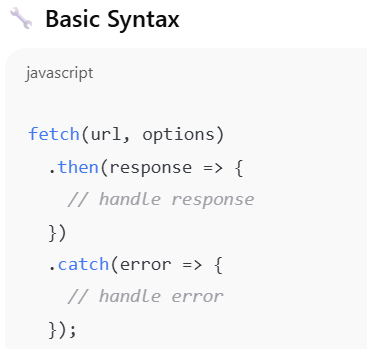 🔧 Basic Syntax
javascript
fetch(url, options)
  .then(response => {
    // handle response
  })
  .catch(error => {
    // handle error
  });